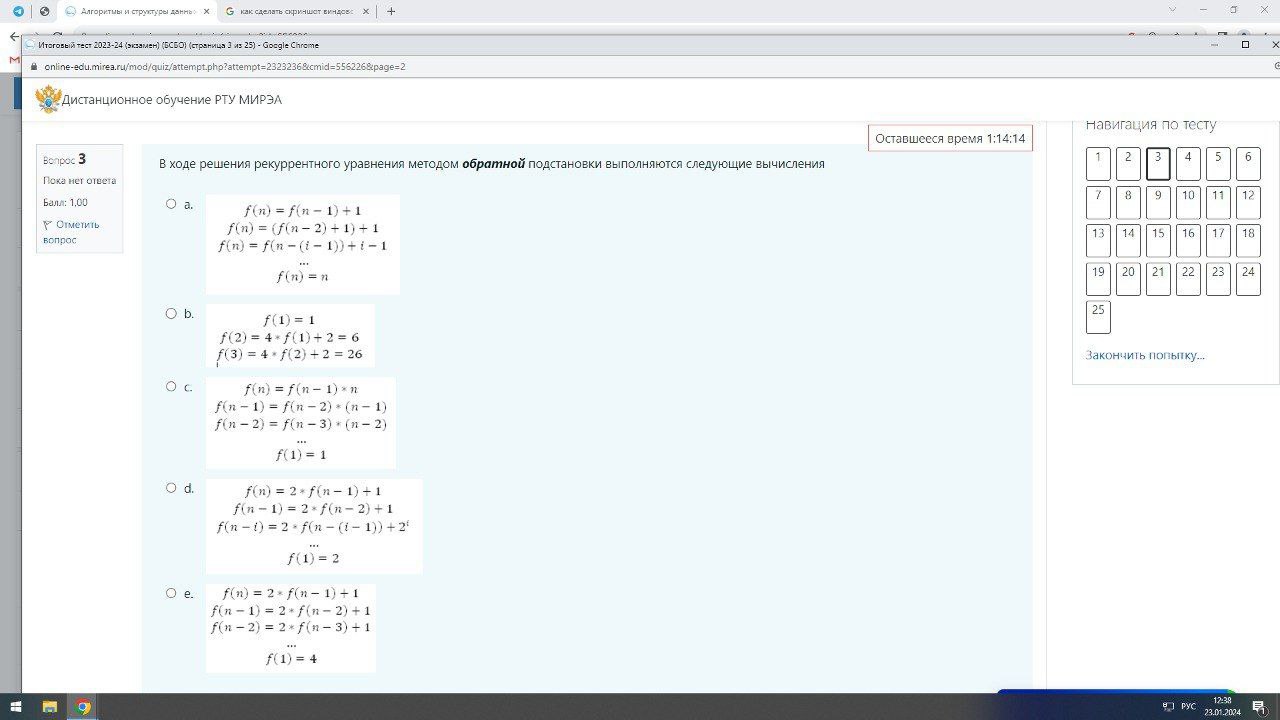 Алгоритмы и структуры данны
как сделать скриншот виндовс
Итоговый тест 2023-24 (экзамен) (БСБО) (страница 3 из 25) - Google Chrome
online-edu.mirea.ru/mod/quiz/attempt.php?attempt=2323236&cmid=556226&page=2
Дистанционное обучение РТУ МИРЭА
Оставшееся время 1:14:14
Вопрос 3
Пока нет ответа
Балл: 1,00
Отметить вопрос
В ходе решения рекуррентного уравнения методом обратной подстановки выполняются следующие вычисления
a.
f(n) = f(n − 1) + 1
f(n) = (f(n − 2) + 1) + 1
f(n) = f(n − (i − 1)) + i − 1
...
f(n) = n
b.
f(1) = 1
f(2) = 4 * f(1) + 2 = 6
f(3) = 4 * f(2) + 2 = 26
c.
f(n) = f(n − 1) * n
f(n − 1) = f(n − 2) * (n − 1)
f(n − 2) = f(n − 3) * (n − 2)
...
f(1) = 1
d.
f(n) = 2 * f(n − 1) + 1
f(n − 1) = 2 * f(n − 2) + 1
f(n − i) = 2 * f(n − (i − 1)) + 2ⁱ
...
f(1) = 2
e.
f(n) = 2 * f(n − 1) + 1
f(n − 1) = 2 * f(n − 2) + 1
f(n − 2) = 2 * f(n − 3) + 1
...
f(1) = 4
Навигация по тесту
1 2 3 4 5 6
7 8 9 10 11 12
13 14 15 16 17 18
19 20 21 22 23 24
25
Закончить попытку...
РУС
12:38
23.01.2024